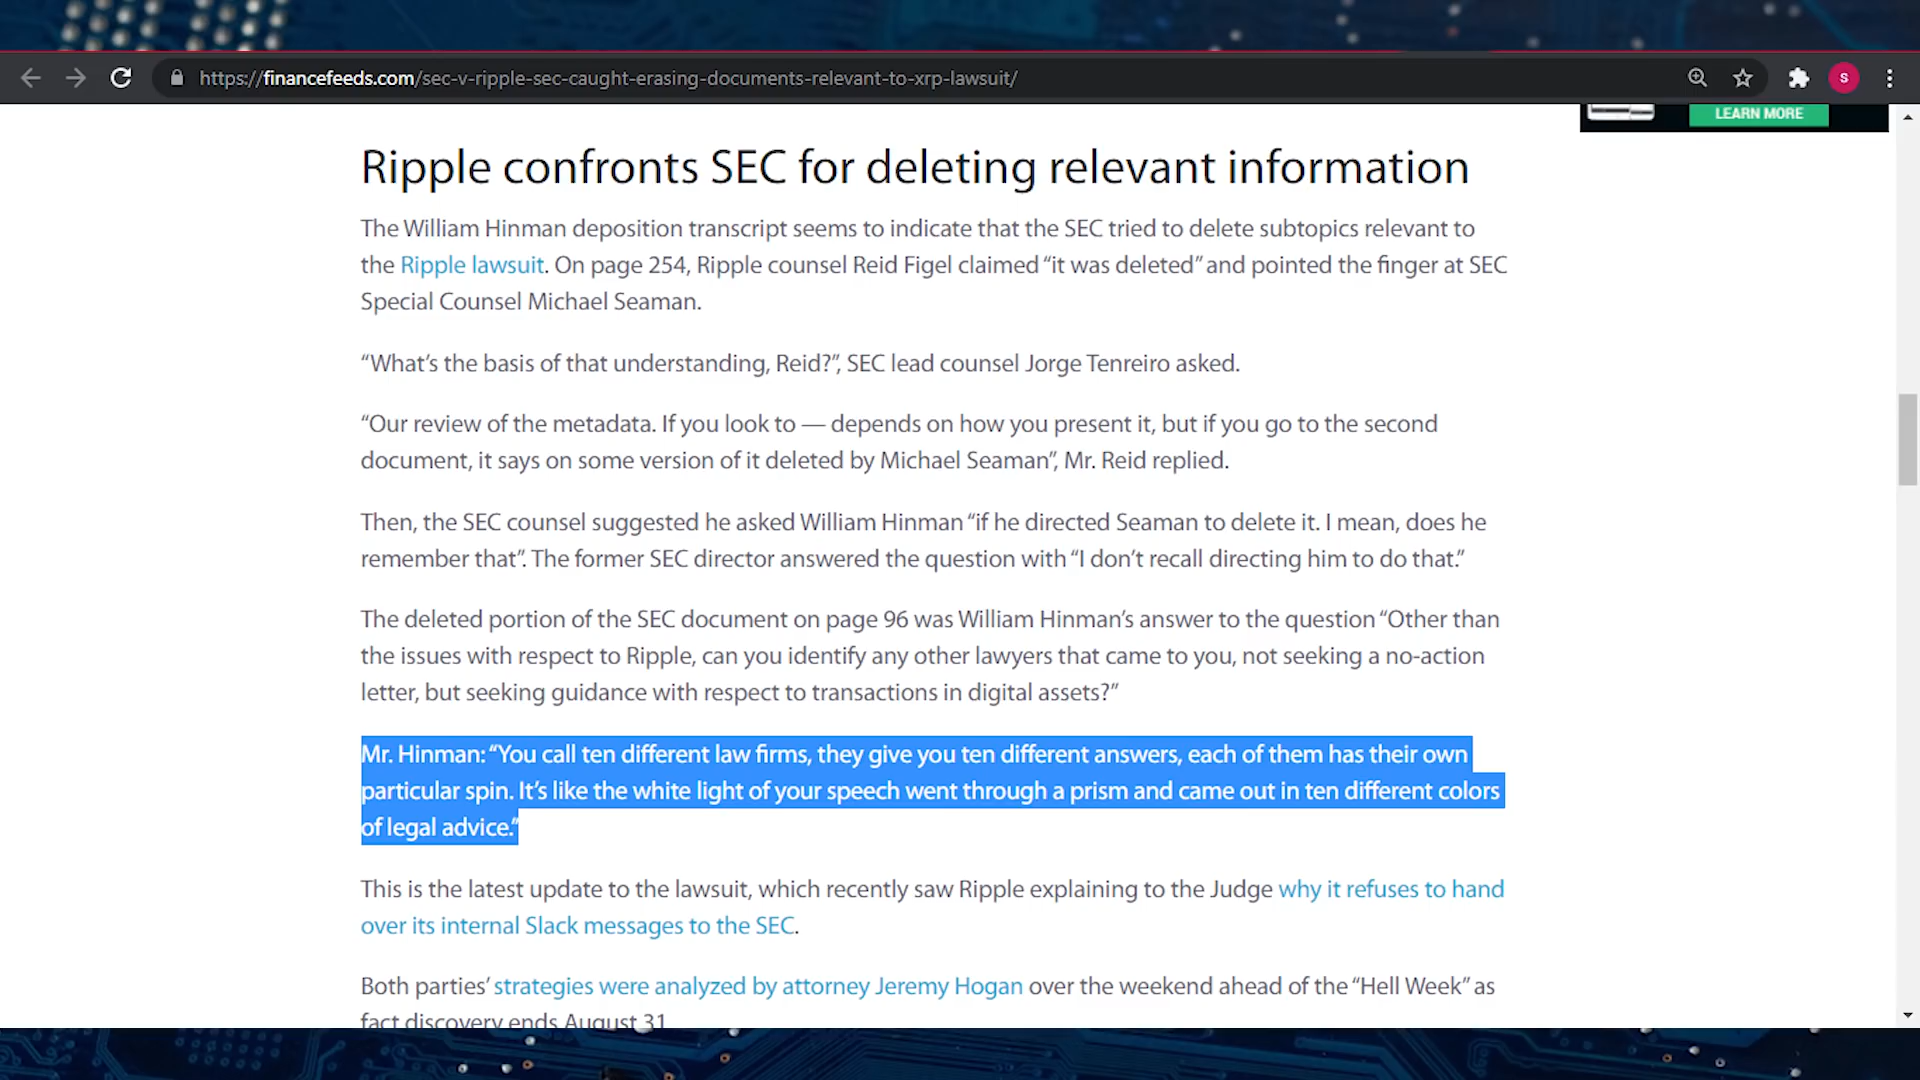 https://financefeeds.com/sec-v-ripple-sec-caught-erasing-documents-relevant-to-xrp-lawsuit/
S
LEARN MORE
Ripple confronts SEC for deleting relevant information
The William Hinman deposition transcript seems to indicate that the SEC tried to delete subtopics relevant to
the Ripple lawsuit. On page 254, Ripple counsel Reid Figel claimed “it was deleted” and pointed the finger at SEC
Special Counsel Michael Seaman.
“What’s the basis of that understanding, Reid?”, SEC lead counsel Jorge Tenreiro asked.
“Our review of the metadata. If you look to — depends on how you present it, but if you go to the second
document, it says on some version of it deleted by Michael Seaman”, Mr. Reid replied.
Then, the SEC counsel suggested he asked William Hinman “if he directed Seaman to delete it. I mean, does he
remember that”. The former SEC director answered the question with “I don’t recall directing him to do that.”
The deleted portion of the SEC document on page 96 was William Hinman’s answer to the question “Other than
the issues with respect to Ripple, can you identify any other lawyers that came to you, not seeking a no-action
letter, but seeking guidance with respect to transactions in digital assets?”
Mr. Hinman: “You call ten different law firms, they give you ten different answers, each of them has their own
particular spin. It’s like the white light of your speech went through a prism and came out in ten different colors
of legal advice.”
This is the latest update to the lawsuit, which recently saw Ripple explaining to the Judge why it refuses to hand
over its internal Slack messages to the SEC.
Both parties’ strategies were analyzed by attorney Jeremy Hogan over the weekend ahead of the “Hell Week” as
fact discovery ends August 31